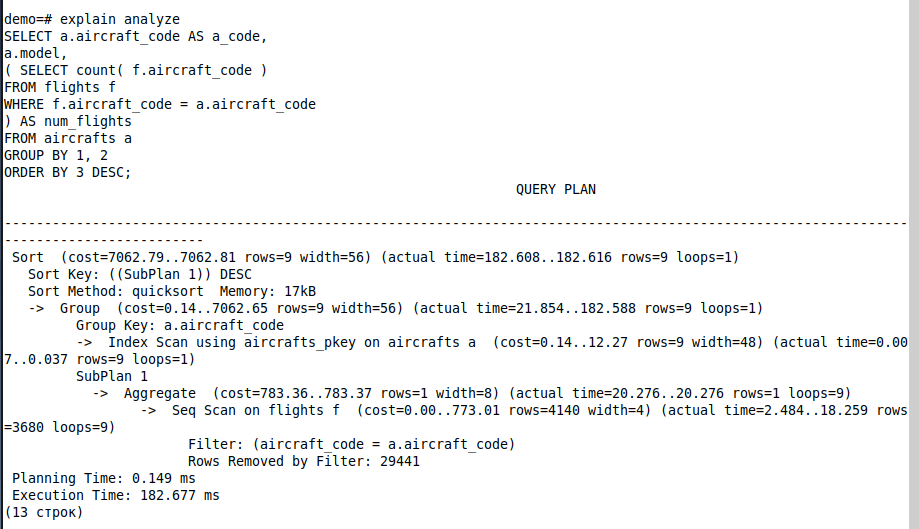 demo=# explain analyze
SELECT a.aircraft_code AS a_code,
a.model,
( SELECT count( f.aircraft_code )
FROM flights f
WHERE f.aircraft_code = a.aircraft_code
) AS num_flights
FROM aircrafts a
GROUP BY 1, 2
ORDER BY 3 DESC;
QUERY PLAN
-----------------------------------------------------------------------------------------------------------------
-------------------------
Sort  (cost=7062.79..7062.81 rows=9 width=56) (actual time=182.608..182.616 rows=9 loops=1)
Sort Key: ((SubPlan 1)) DESC
Sort Method: quicksort  Memory: 17kB
->  Group  (cost=0.14..7062.65 rows=9 width=56) (actual time=21.854..182.588 rows=9 loops=1)
Group Key: a.aircraft_code
->  Index Scan using aircrafts_pkey on aircrafts a  (cost=0.14..12.27 rows=9 width=48) (actual time=0.00
7..0.037 rows=9 loops=1)
SubPlan 1
->  Aggregate  (cost=783.36..783.37 rows=1 width=8) (actual time=20.276..20.276 rows=1 loops=9)
->  Seq Scan on flights f  (cost=0.00..773.01 rows=4140 width=4) (actual time=2.484..18.259 rows
=3680 loops=9)
Filter: (aircraft_code = a.aircraft_code)
Rows Removed by Filter: 29441
Planning Time: 0.149 ms
Execution Time: 182.677 ms
(13 строк)